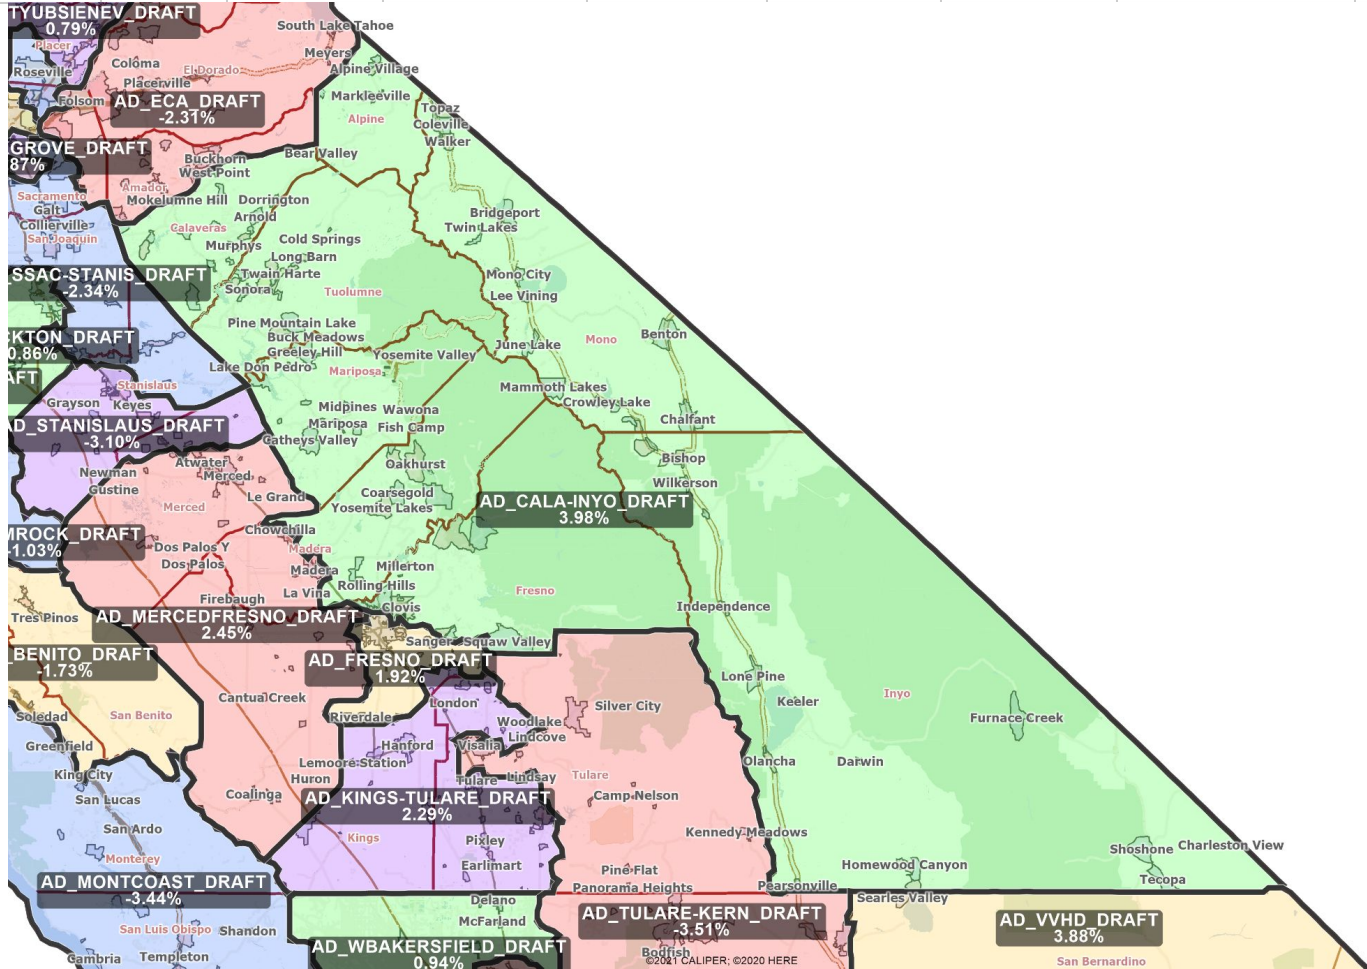 TYUBSIENEV_DRAFT
0.79%
Placer
Roseville
South Lake Tahoe
Meyers
Coloma
El Dorado
Placerville
Folsom
AD_ECA_DRAFT
-2.31%
Alpine Village
Markleeville
Alpine
Topaz
Coleville
Walker
GROVE_DRAFT
87%
Buckhorn
West Point
Bear Valley
Amador
Mokelumne Hill
Dorrington
Arnold
Sacramento
Galt
Collierville
San Joaquin
Calaveras
Murphys
Cold Springs
Long Barn
Twain Harte
Sonora
Tuolumne
Bridgeport
Twin Lakes
Mono City
Lee Vining
_SSAC-STANIS_DRAFT
-2.34%
CKTON_DRAFT
0.86%
AFT
Pine Mountain Lake
Buck Meadows
Greeley Hill
Yosemite Valley
Lake Don Pedro
Mariposa
June Lake
Mono
Benton
Stanislaus
Grayson
Keyes
AD_STANISLAUS_DRAFT
-3.10%
Midpines
Wawona
Mariposa
Fish Camp
Catheys Valley
Mammoth Lakes
Crowley Lake
Chalfant
Newman
Gustine
Atwater
Merced
Le Grand
Merced
Oakhurst
Coarsegold
Yosemite Lakes
Bishop
Wilkerson
AD_CALA-INYO_DRAFT
3.98%
MROCK_DRAFT
-1.03%
Chowchilla
Dos Palos Y
Dos Palos
Madera
Madera
La Vina
Firebaugh
Millerton
Rolling Hills
Clovis
Fresno
Independence
Tres Pinos
AD_MERCEDFRESNO_DRAFT
2.45%
Sanger
Squaw Valley
_BENITO_DRAFT
1.73%
AD_FRESNO_DRAFT
1.92%
Soledad
San Benito
Greenfield
Cantua Creek
Riverdale
London
Woodlake
Lindcove
Silver City
Lone Pine
Keeler
Inyo
Furnace Creek
King City
San Lucas
San Ardo
Monterey
Hanford
Visalia
Lemoore Station
Huron
Coalinga
Tulare
Lindsay
Tulare
Camp Nelson
Olancha
Darwin
AD_KINGS-TULARE_DRAFT
2.29%
Kings
Pixley
Earlimart
Kennedy Meadows
Pine Flat
Panorama Heights
Pearsonville
Homewood Canyon
Searles Valley
Shoshone
Charleston View
Tecopa
AD_MONTCOAST_DRAFT
-3.44%
San Luis Obispo
Shandon
Cambria
Templeton
Delano
McFarland
AD_WBAKERSFIELD_DRAFT
0.94%
AD_TULARE-KERN_DRAFT
-3.51%
Bodfish
AD_VVHD_DRAFT
3.88%
San Bernardino
©2021 CALIPER; ©2020 HERE